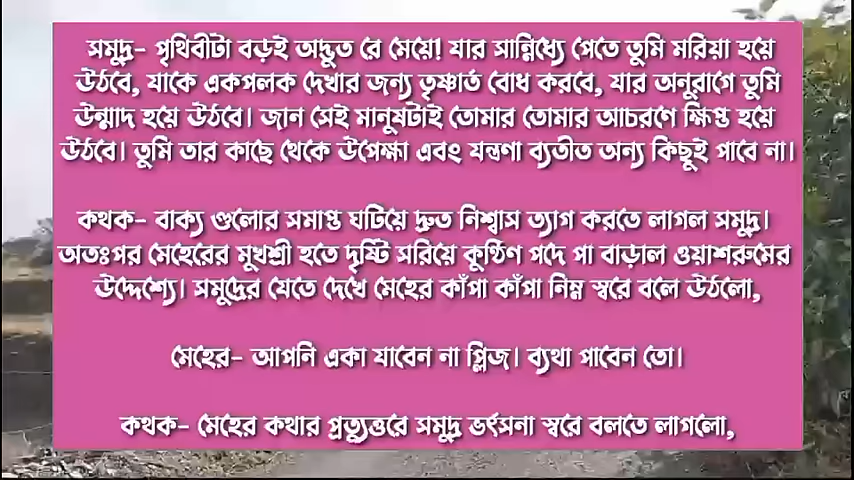 সমুদ্র- পৃথিবীটা বড়ই অদ্ভুত রে মেয়ে! যার সান্নিধ্যে পেতে তুমি মরিয়া হয়ে
উঠবে, যাকে একপলক দেখার জন্য তৃষ্ণার্ত বোধ করবে, যার অনুরাগে তুমি
উন্মাদ হয়ে উঠবে। জান সেই মানুষটাই তোমার তোমার আচরণে ক্ষিপ্ত হয়ে
উঠবে। তুমি তার কাছে থেকে উপেক্ষা এবং যন্ত্রণা ব্যতীত অন্য কিছুই পাবে না।
কথক- বাক্য গুলোর সমাপ্ত ঘটিয়ে দ্রুত নিশ্বাস ত্যাগ করতে লাগল সমুদ্র।
অতঃপর মেহেরের মুখশ্রী হতে দৃষ্টি সরিয়ে কুণ্ঠিণ পদে পা বাড়াল ওয়াশরুমের
উদ্দেশ্যে। সমুদ্রের যেতে দেখে মেহের কাঁপা কাঁপা নিম্ন স্বরে বলে উঠলো,
মেহের- আপনি একা যাবেন না প্লিজ। ব্যথা পাবেন তো।
কথক- মেহের কথার প্রত্যুত্তরে সমুদ্র ভর্ৎসনা স্বরে বলতে লাগলো,